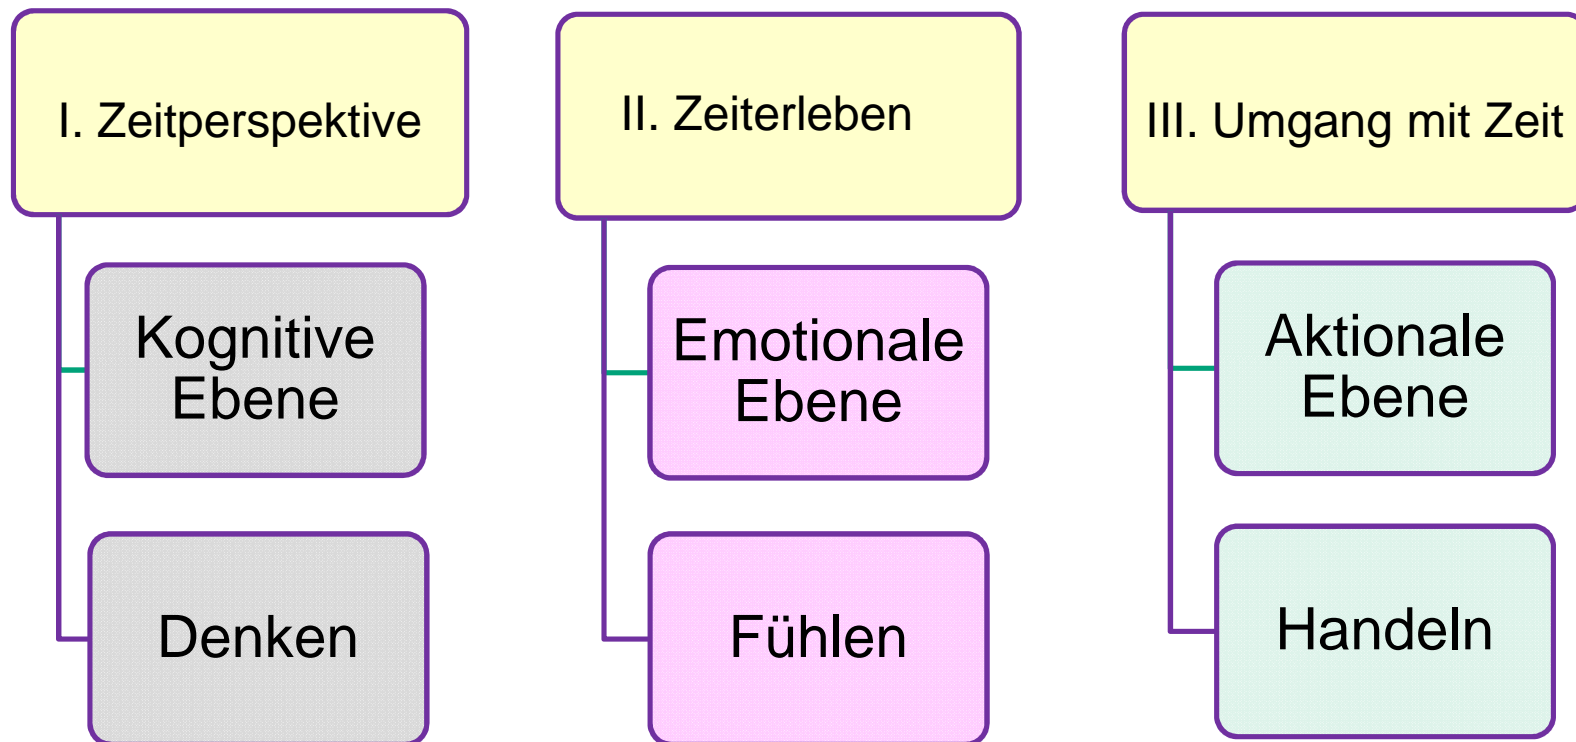 I. Zeitperspektive
Kognitive
Ebene
Denken
II. Zeiterleben
Emotionale
Ebene
Fühlen
III. Umgang mit Zeit
Aktionale
Ebene
Handeln